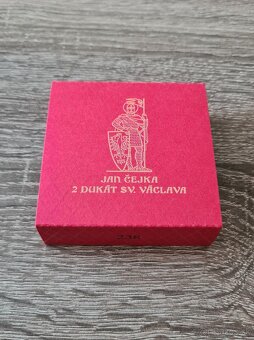 JAN ČEJKA
2 DUKÁT SV. VÁCLAVA